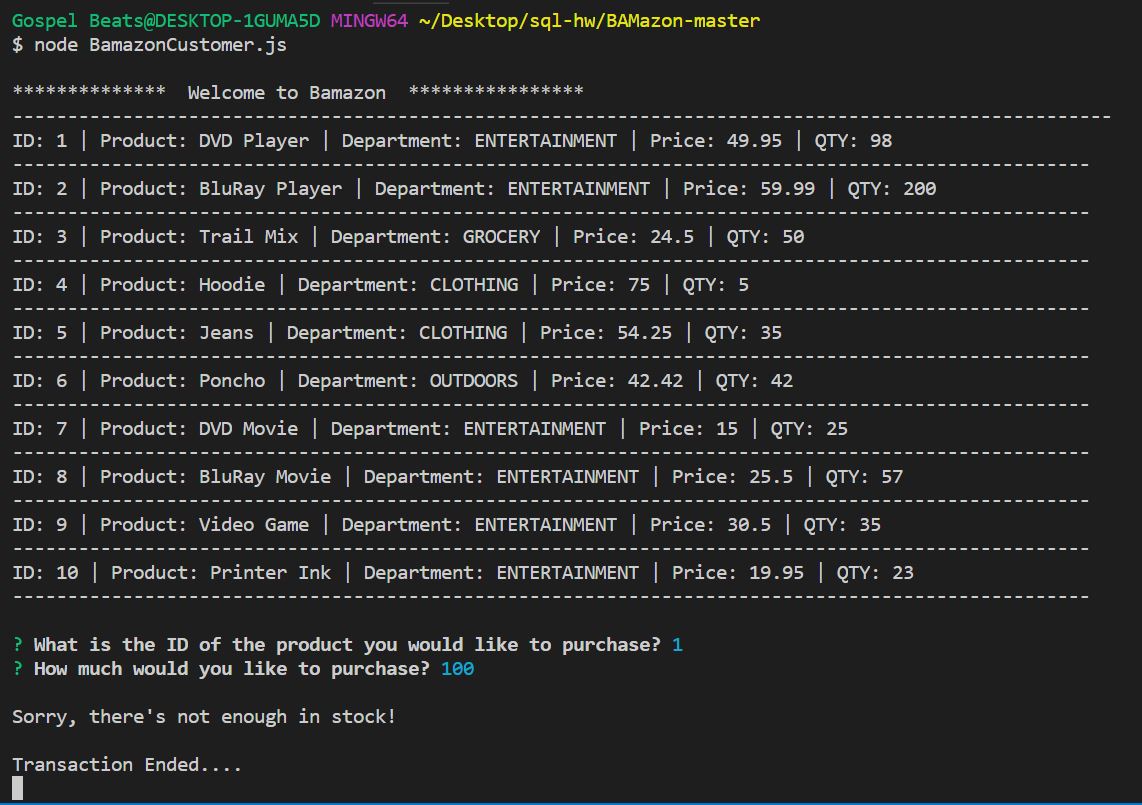 Gospel Beats@DESKTOP-1GUMA5D MINGW64 ~/Desktop/sql-hw/BAMazon-master
$ node BamazonCustomer.js
**************  Welcome to Bamazon  ****************
----------------------------------------------------------------------------------------------------
ID: 1 | Product: DVD Player | Department: ENTERTAINMENT | Price: 49.95 | QTY: 98
--------------------------------------------------------------------------------------------------
ID: 2 | Product: BluRay Player | Department: ENTERTAINMENT | Price: 59.99 | QTY: 200
--------------------------------------------------------------------------------------------------
ID: 3 | Product: Trail Mix | Department: GROCERY | Price: 24.5 | QTY: 50
--------------------------------------------------------------------------------------------------
ID: 4 | Product: Hoodie | Department: CLOTHING | Price: 75 | QTY: 5
--------------------------------------------------------------------------------------------------
ID: 5 | Product: Jeans | Department: CLOTHING | Price: 54.25 | QTY: 35
--------------------------------------------------------------------------------------------------
ID: 6 | Product: Poncho | Department: OUTDOORS | Price: 42.42 | QTY: 42
--------------------------------------------------------------------------------------------------
ID: 7 | Product: DVD Movie | Department: ENTERTAINMENT | Price: 15 | QTY: 25
--------------------------------------------------------------------------------------------------
ID: 8 | Product: BluRay Movie | Department: ENTERTAINMENT | Price: 25.5 | QTY: 57
--------------------------------------------------------------------------------------------------
ID: 9 | Product: Video Game | Department: ENTERTAINMENT | Price: 30.5 | QTY: 35
--------------------------------------------------------------------------------------------------
ID: 10 | Product: Printer Ink | Department: ENTERTAINMENT | Price: 19.95 | QTY: 23
--------------------------------------------------------------------------------------------------
? What is the ID of the product you would like to purchase? 1
? How much would you like to purchase? 100
Sorry, there's not enough in stock!
Transaction Ended....